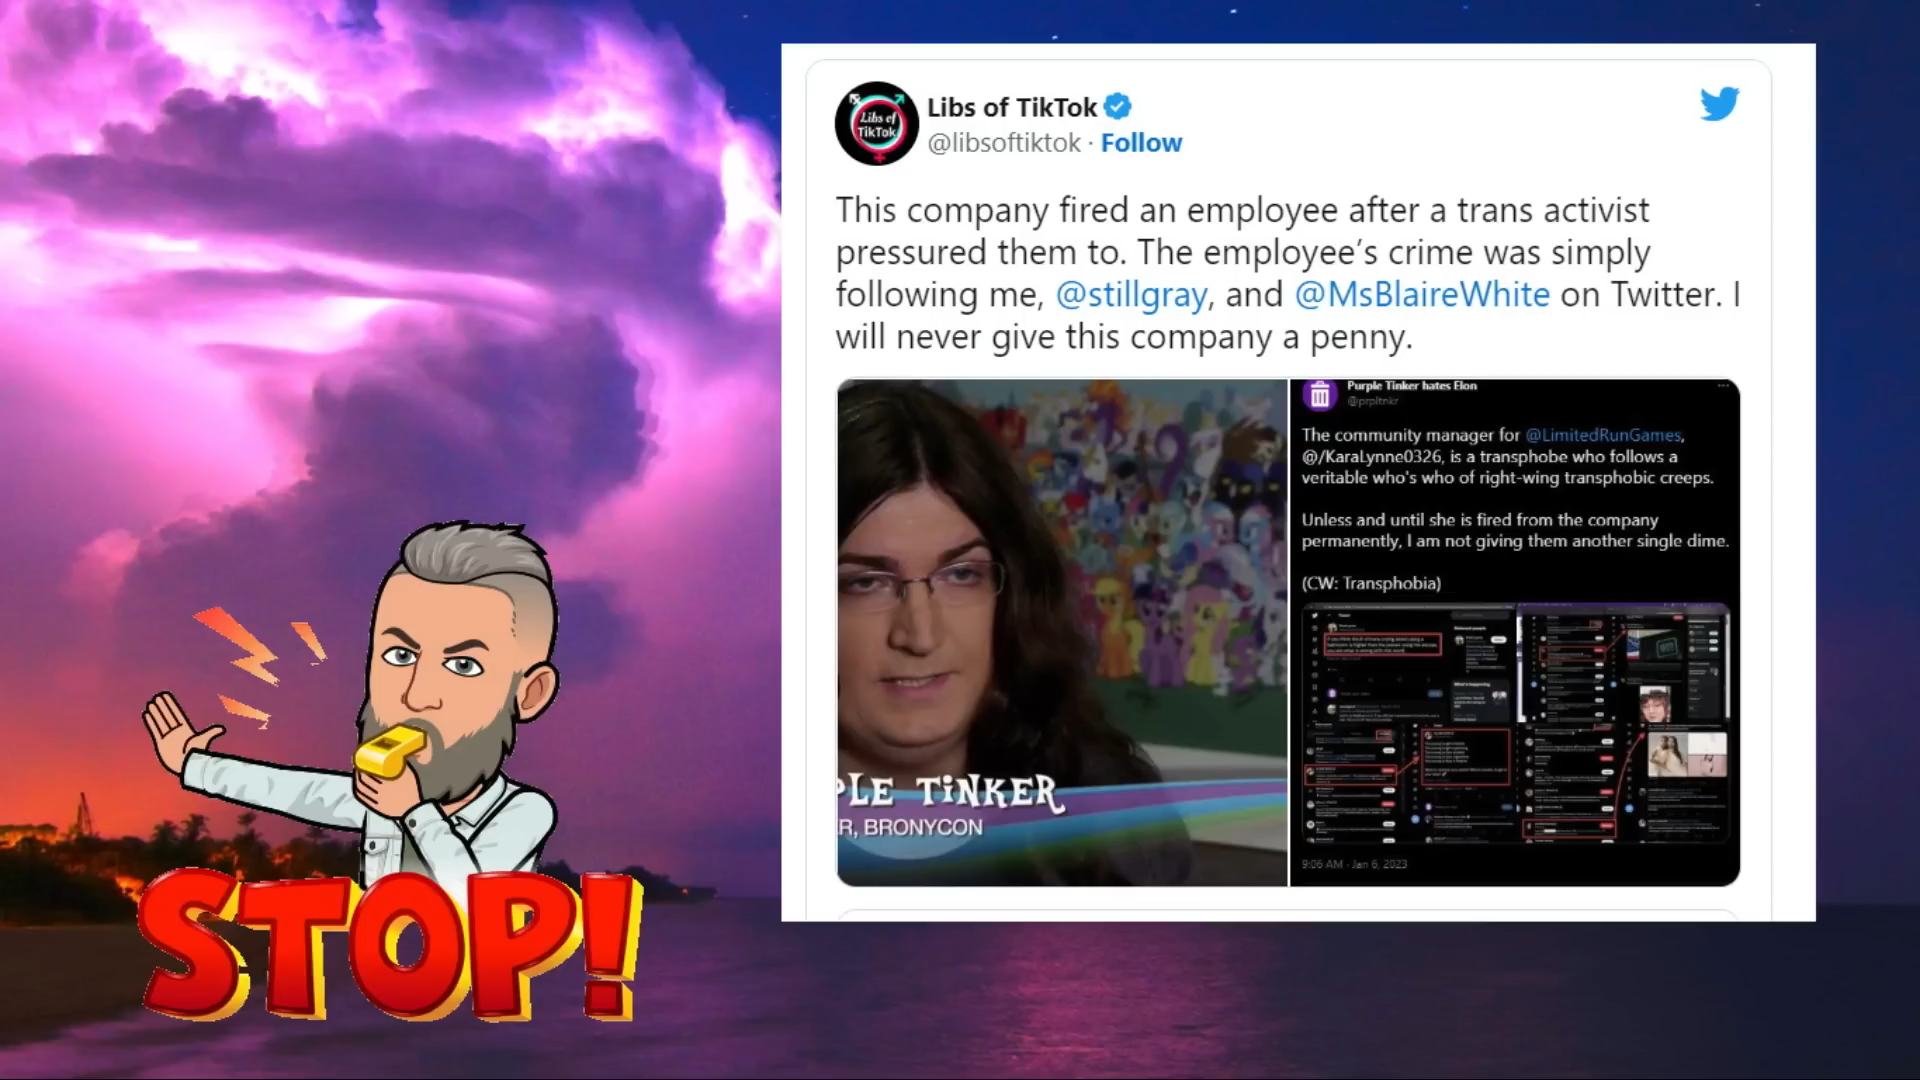 Libs of TikTok
@libsoftiktok · Follow
Libs of
TikTok
This company fired an employee after a trans activist
pressured them to. The employee's crime was simply
following me, @stillgray, and @MsBlaireWhite on Twitter. I
will never give this company a penny.
PLE TiNKER
R, BRONYCON
Purple Tinker hates Elon
@prpltnkr
The community manager for @LimitedRunGames,
@/KaraLynne0326, is a transphobe who follows a
veritable who's who of right-wing transphobic creeps.
Unless and until she is fired from the company
permanently, I am not giving them another single dime.
(CW: Transphobia)
9:06 AM · Jan 6, 2023
STOP!